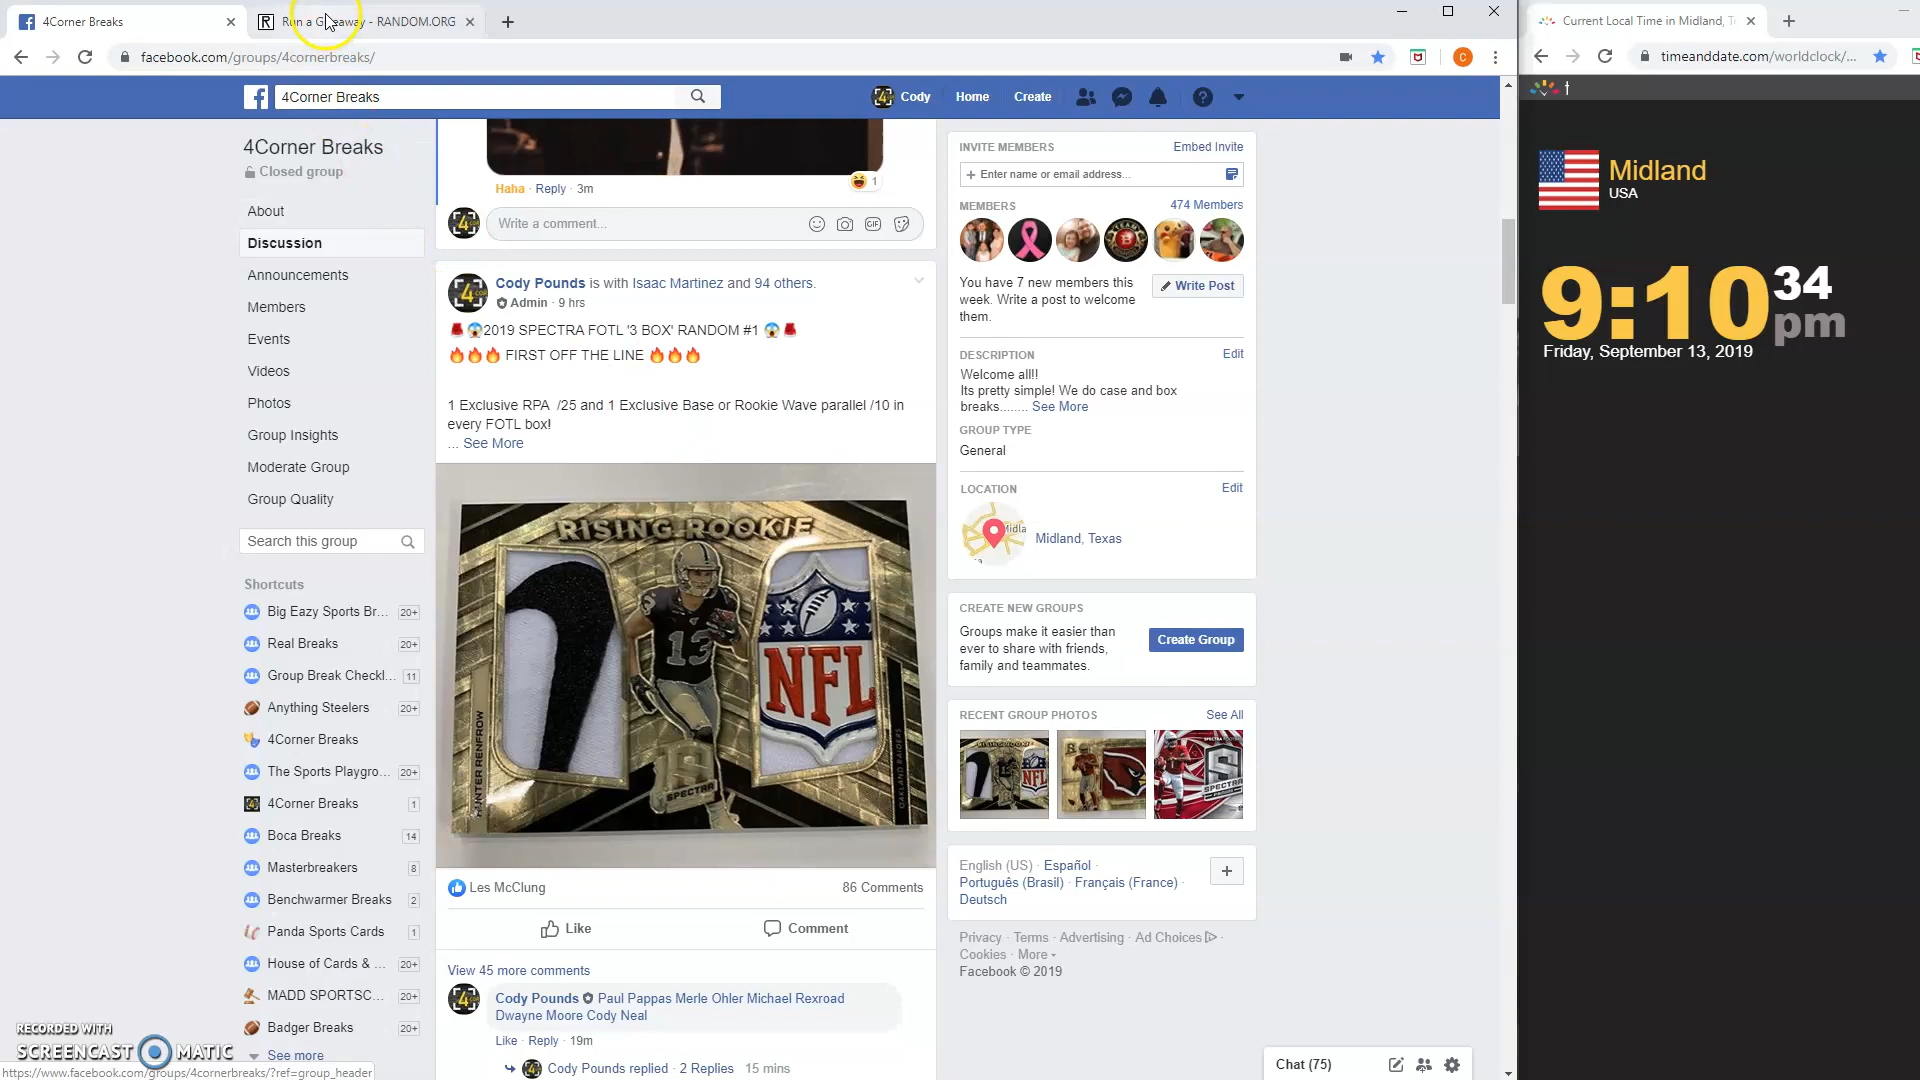 4Corner Breaks
Run a Giveaway - RANDOM.ORG
facebook.com/groups/4cornerbreaks/
C
4Corner Breaks
Cody
Home
Create
4Corner Breaks
Closed group
About
Discussion
Announcements
Members
Events
Videos
Photos
Group Insights
Moderate Group
Group Quality
Search this group
Shortcuts
Big Eazy Sports Br... 20+
Real Breaks 20+
Group Break Checkl... 11
Anything Steelers 20+
4Corner Breaks
The Sports Playgro... 20+
4Corner Breaks 1
Boca Breaks 14
Masterbreakers 8
Benchwarmer Breaks 2
Panda Sports Cards 1
House of Cards & ... 20+
MADD SPORTSC... 20+
Badger Breaks 20+
See more
RECORDED WITH
SCREENCAST MATIC
https://www.facebook.com/groups/4cornerbreaks/?ref=group_header
Haha · Reply · 3m
1
Write a comment...
GIF
Cody Pounds is with Isaac Martinez and 94 others.
Admin · 9 hrs
2019 SPECTRA FOTL '3 BOX' RANDOM #1
FIRST OFF THE LINE
1 Exclusive RPA /25 and 1 Exclusive Base or Rookie Wave parallel /10 in
every FOTL box!
... See More
RISING ROOKIE
13
NFL
HUNTER RENFROW
SPECTRA
OAKLAND RAIDERS
Les McClung
86 Comments
Like
Comment
View 45 more comments
Cody Pounds Paul Pappas Merle Ohler Michael Rexroad
Dwayne Moore Cody Neal
Like · Reply · 19m
Cody Pounds replied · 2 Replies 15 mins
INVITE MEMBERS
Embed Invite
+ Enter name or email address...
MEMBERS
474 Members
You have 7 new members this
week. Write a post to welcome
them.
Write Post
DESCRIPTION
Edit
Welcome all!!
Its pretty simple! We do case and box
breaks........ See More
GROUP TYPE
General
LOCATION
Edit
Midland, Texas
CREATE NEW GROUPS
Groups make it easier than
ever to share with friends,
family and teammates.
Create Group
RECENT GROUP PHOTOS
See All
English (US) · Español ·
Português (Brasil) · Français (France) ·
Deutsch
Privacy · Terms · Advertising · Ad Choices ·
Cookies · More
Facebook © 2019
Chat (75)
Current Local Time in Midland, T
timeanddate.com/worldclock/...
t
Midland
USA
9:10 34 pm
Friday, September 13, 2019